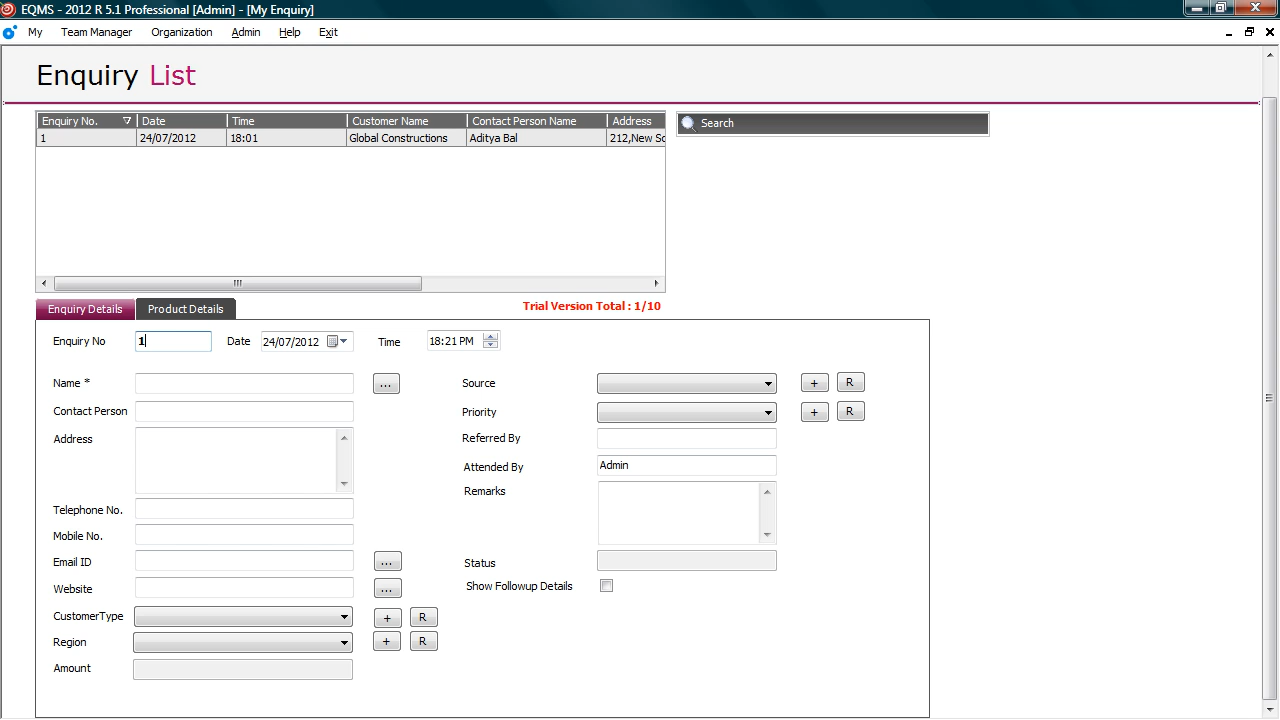 EQMS - 2012 R 5.1 Professional [Admin] - [My Enquiry]
My Team Manager Organization Admin Help Exit
Enquiry List
Enquiry No. Date Time Customer Name Contact Person Name Address
1 24/07/2012 18:01 Global Constructions Aditya Bal 212,New Sc
Search
Enquiry Details Product Details Trial Version Total : 1/10
Enquiry No 1 Date 24/07/2012 Time 18:21 PM
Name * ... Source + R
Contact Person Priority + R
Address Referred By
Attended By Admin
Remarks
Telephone No.
Mobile No.
Email ID ... Status
Website ... Show Followup Details
CustomerType + R
Region + R
Amount